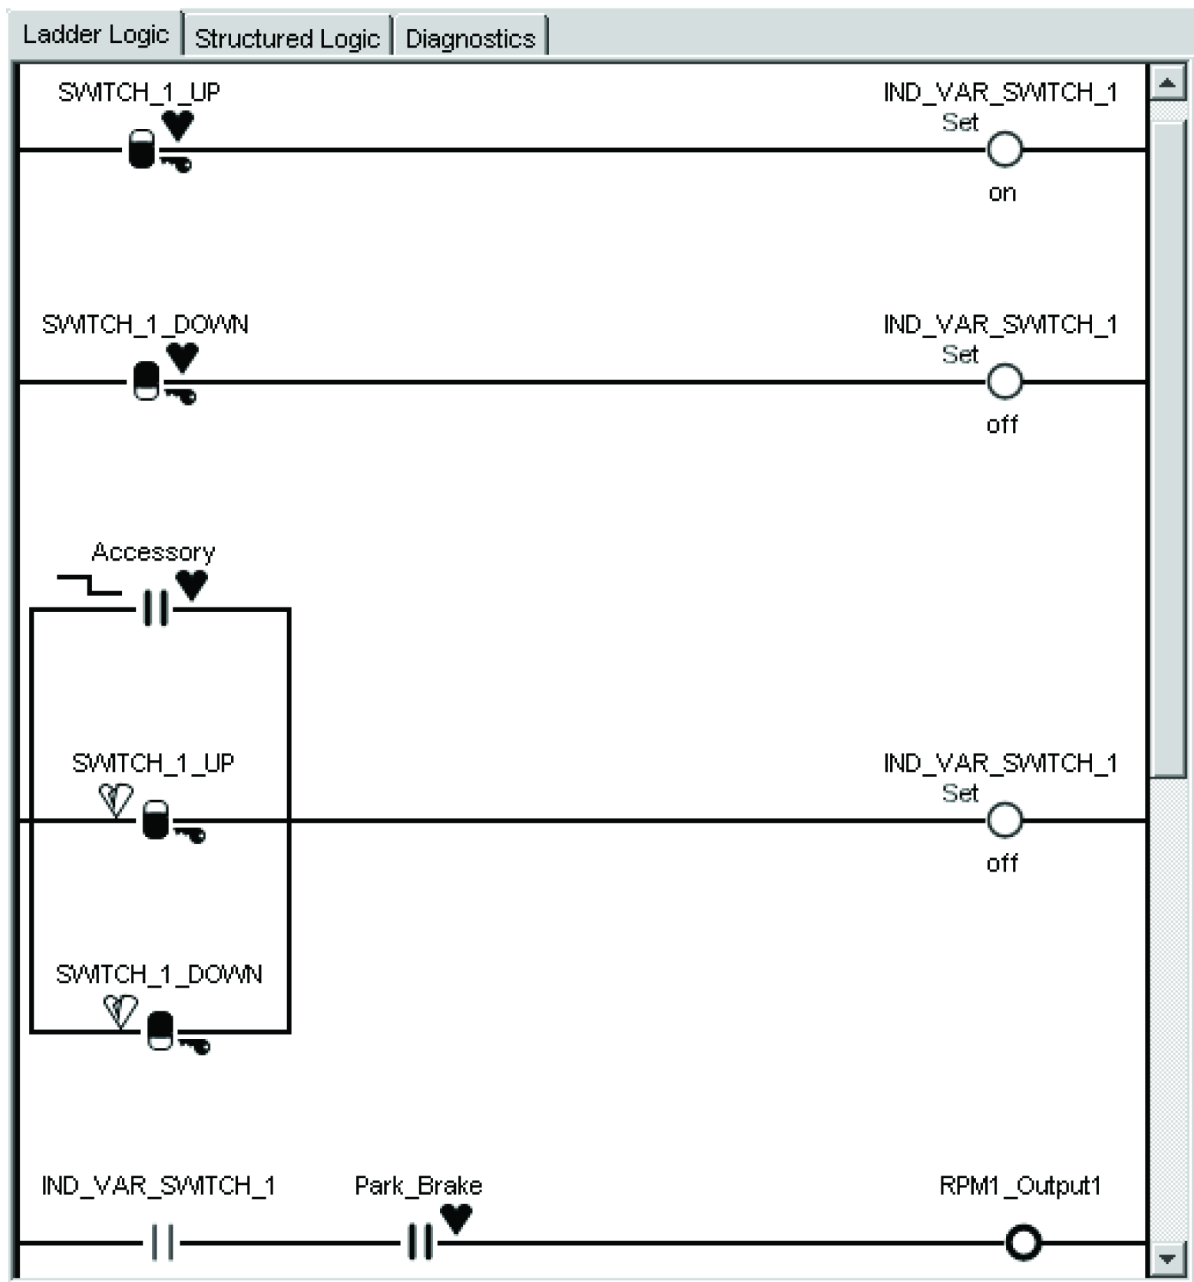 Ladder Logic Structured Logic Diagnostics
SWITCH_1_UP IND_VAR_SWITCH_1
Set
on
SWITCH_1_DOWN IND_VAR_SWITCH_1
Set
off
Accessory
SWITCH_1_UP IND_VAR_SWITCH_1
Set
off
SWITCH_1_DOWN
IND_VAR_SWITCH_1 Park_Brake RPM1_Output1